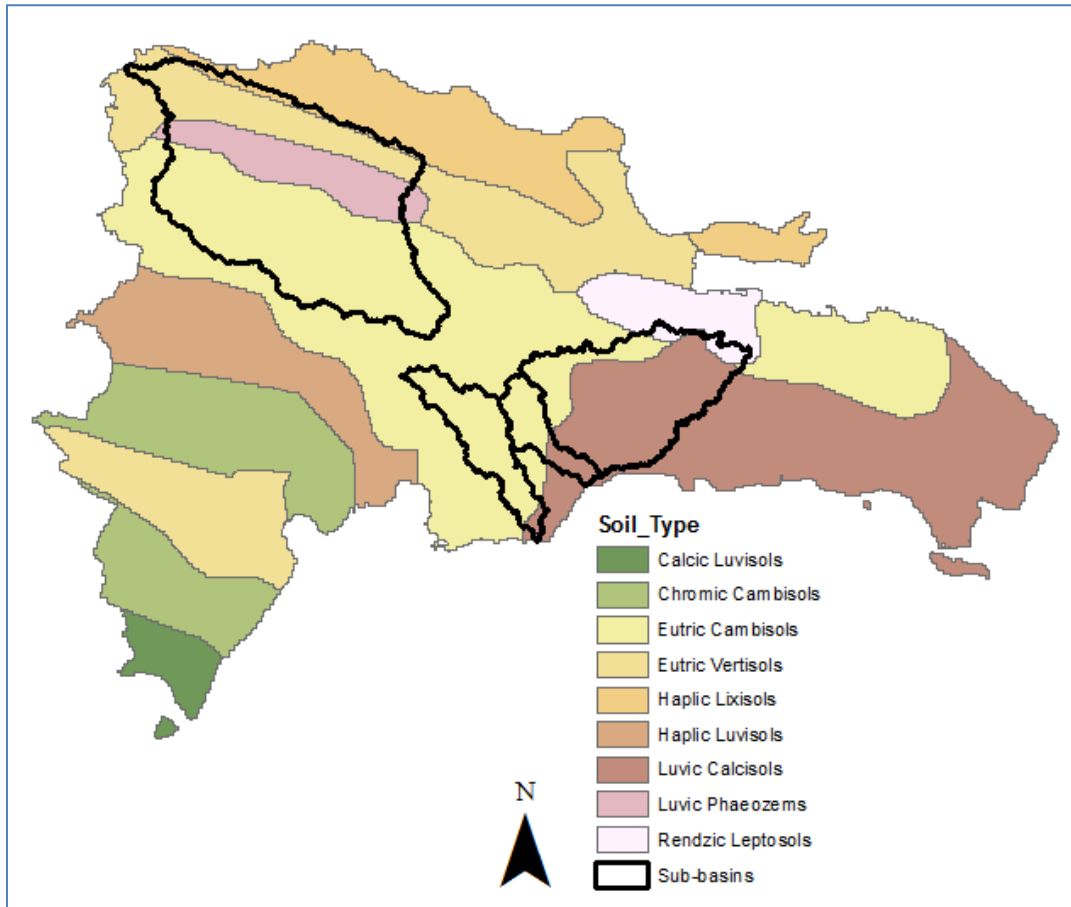 Soil_Type
Calcic Luvisols
Chromic Cambisols
Eutric Cambisols
Eutric Vertisols
Haplic Lixisols
Haplic Luvisols
Luvic Calcisols
Luvic Phaeozems
Rendzic Leptosols
Sub-basins
N